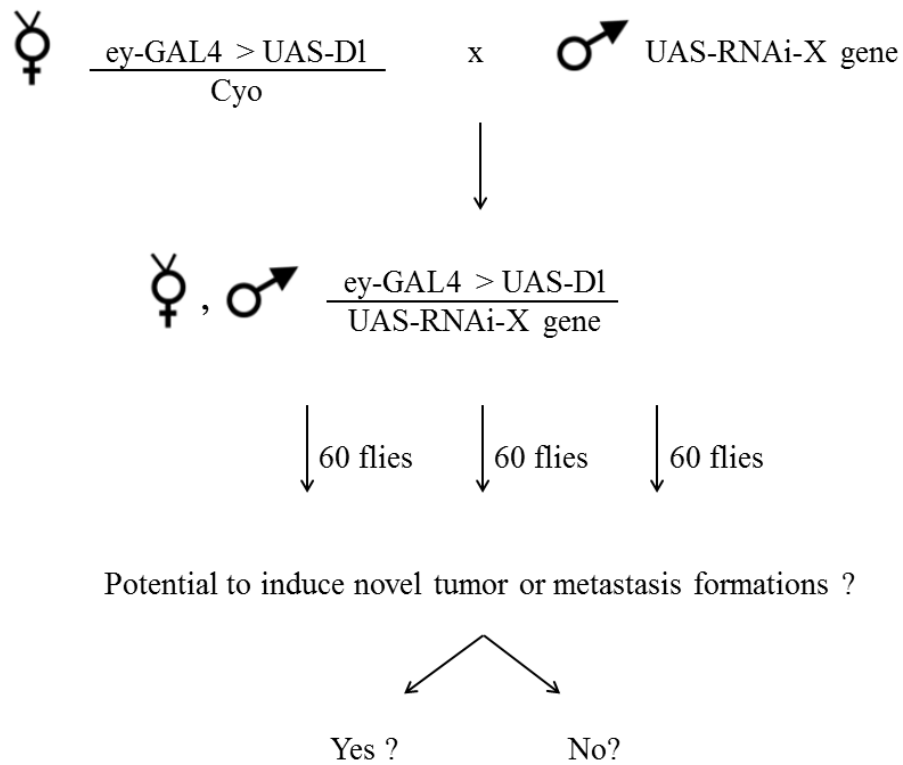 ey-GAL4 > UAS-Dl x UAS-RNAi-X gene
Cyo
, ey-GAL4 > UAS-Dl
UAS-RNAi-X gene
60 flies 60 flies 60 flies
Potential to induce novel tumor or metastasis formations ?
Yes ? No?